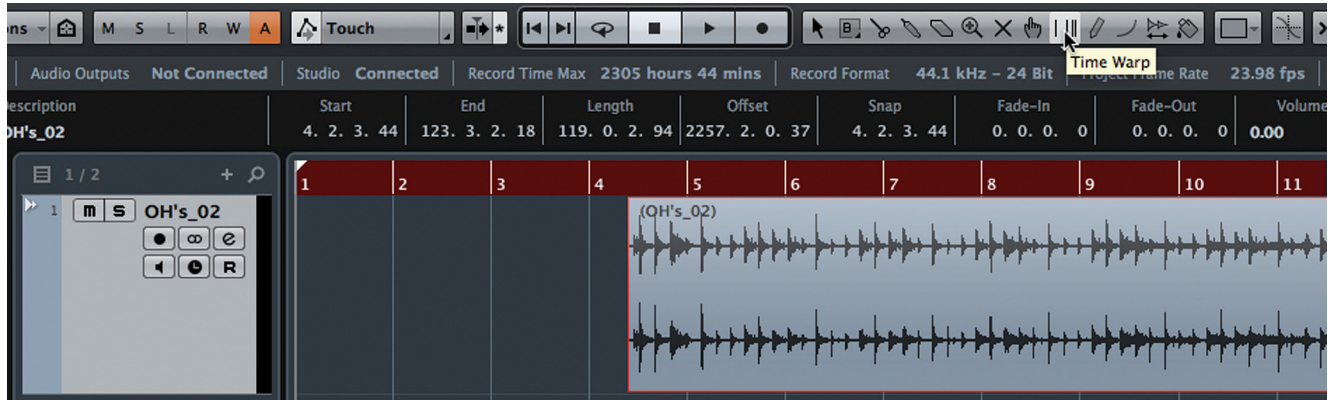 ns M S L R W A Touch * B
Time Warp
Audio Outputs Not Connected Studio Connected Record Time Max 2305 hours 44 mins Record Format 44.1 kHz – 24 Bit Project Frame Rate 23.98 fps
Description Start End Length Offset Snap Fade-In Fade-Out Volume
OH's_02 4. 2. 3. 44 123. 3. 2. 18 119. 0. 2. 94 2257. 2. 0. 37 4. 2. 3. 44 0. 0. 0. 0 0. 0. 0. 0 0.00
1 / 2 +
1 2 3 4 5 6 7 8 9 10 11
1 m S OH's_02
(OH's_02)
e
R